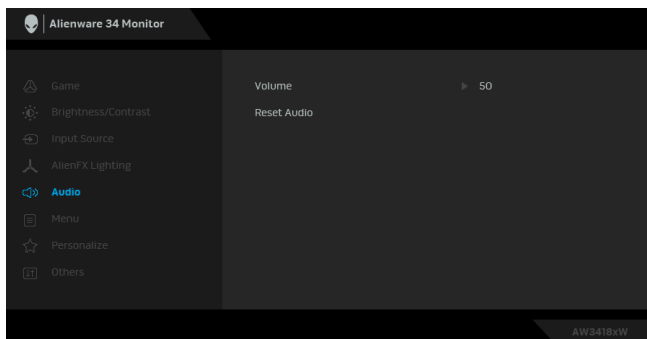 Alienware 34 Monitor
Game
Volume 50
Brightness/Contrast
Reset Audio
Input Source
AlienFX Lighting
Audio
Menu
Personalize
Others
AW3418xW